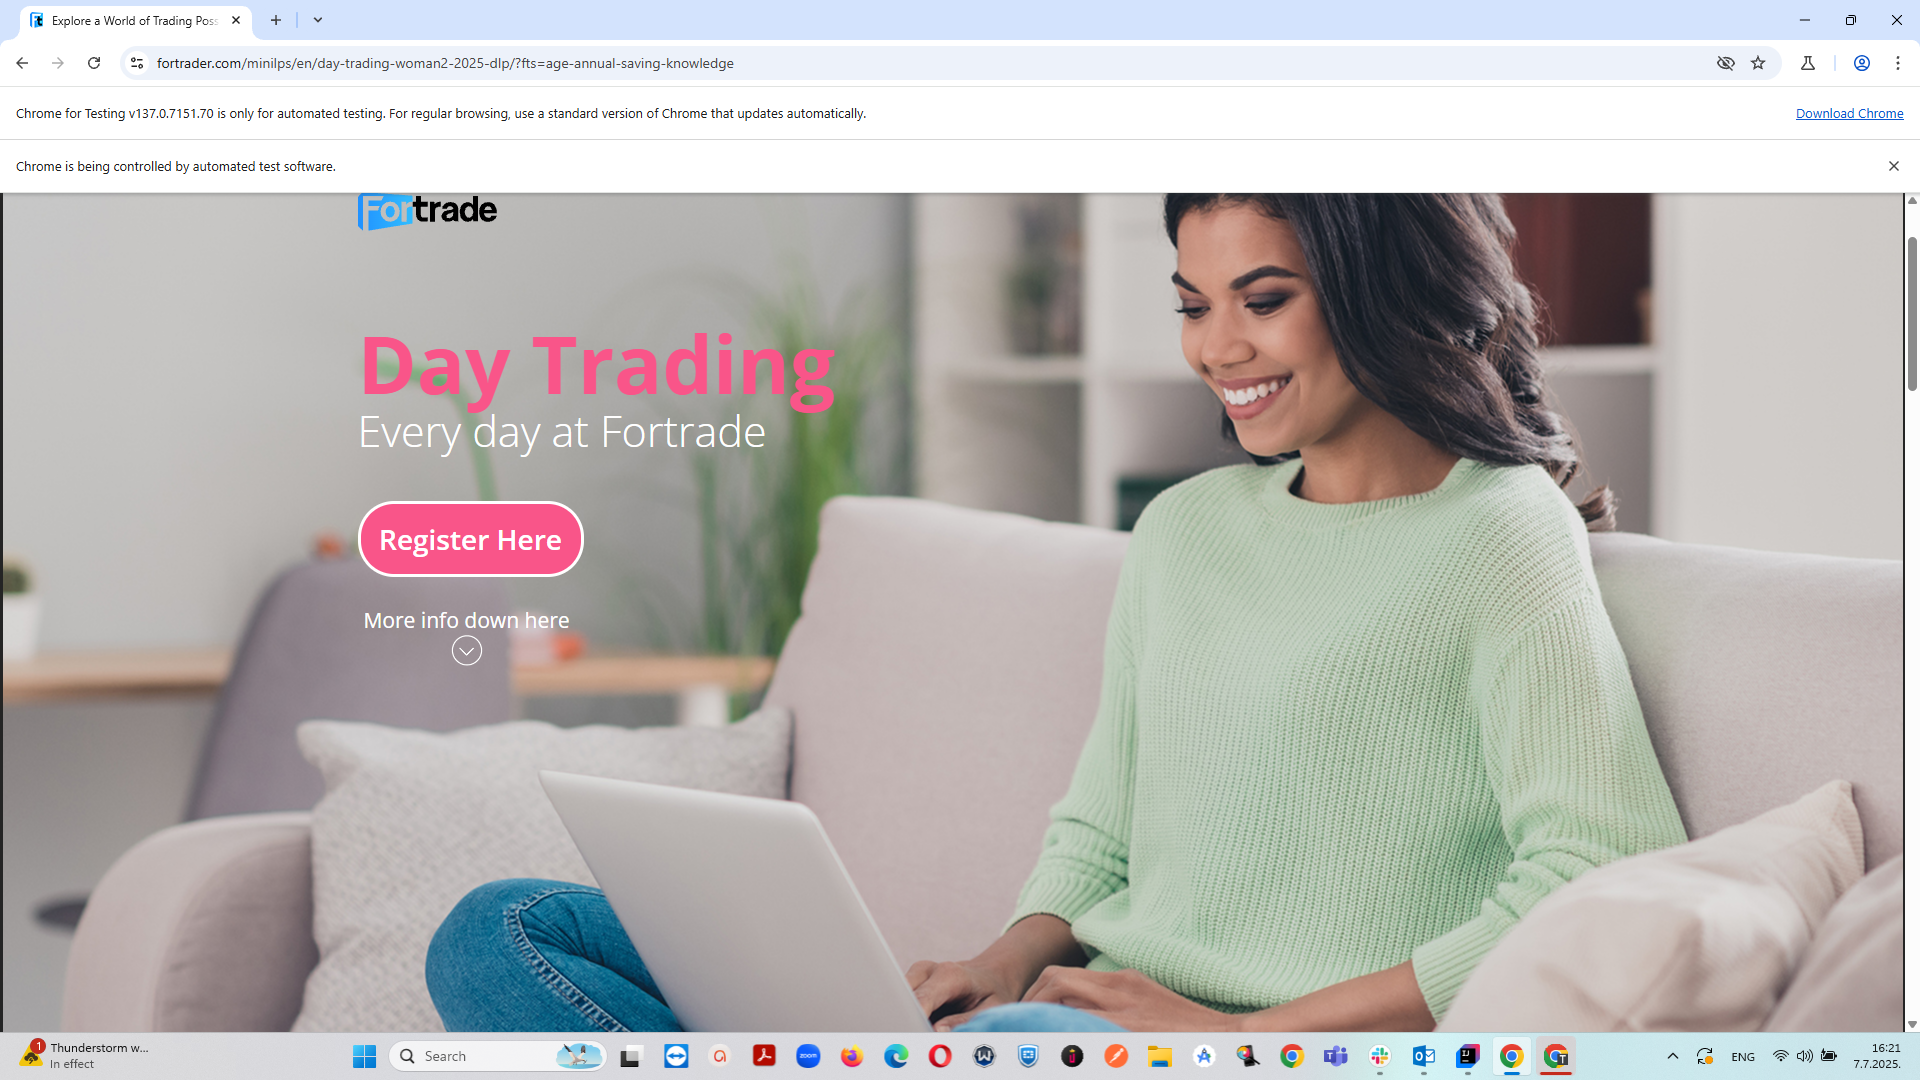 Explore a World of Trading Poss
fortrader.com/minilps/en/day-trading-woman2-2025-dlp/?fts=age-annual-saving-knowledge
Chrome for Testing v137.0.7151.70 is only for automated testing. For regular browsing, use a standard version of Chrome that updates automatically.
Download Chrome
Chrome is being controlled by automated test software.
Fortrade
Day Trading
Every day at Fortrade
Register Here
More info down here
1
Thunderstorm w...
In effect
Search
zoom
ENG
16:21
7.7.2025.